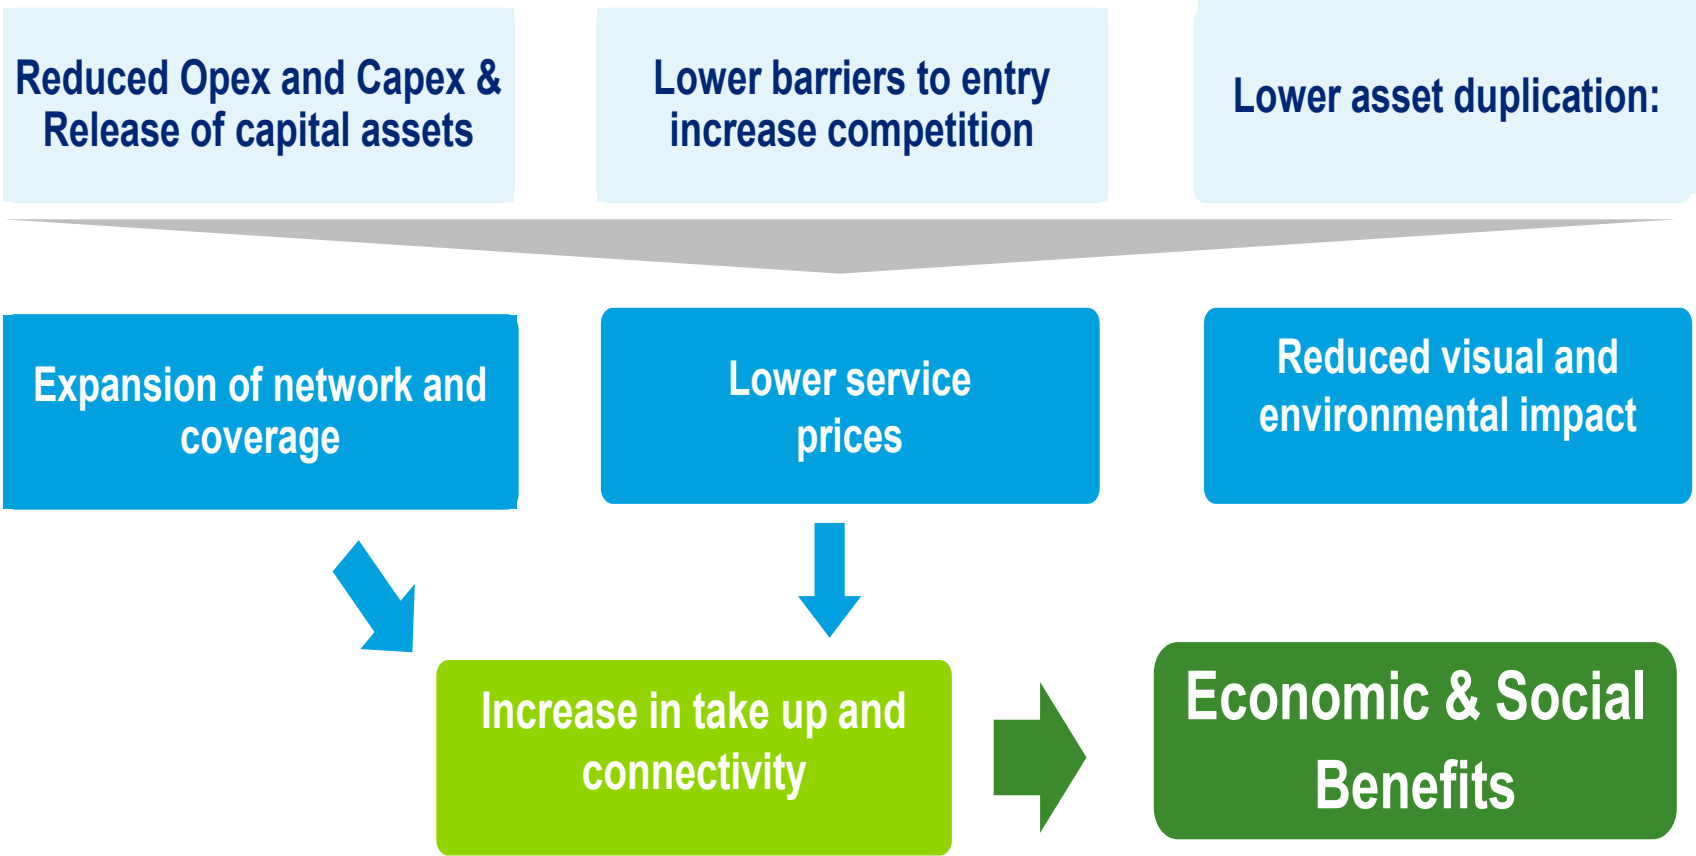 Reduced Opex and Capex &
Release of capital assets
Lower barriers to entry
increase competition
Lower asset duplication:
Expansion of network and
coverage
Lower service
prices
Reduced visual and
environmental impact
Increase in take up and
connectivity
Economic & Social
Benefits